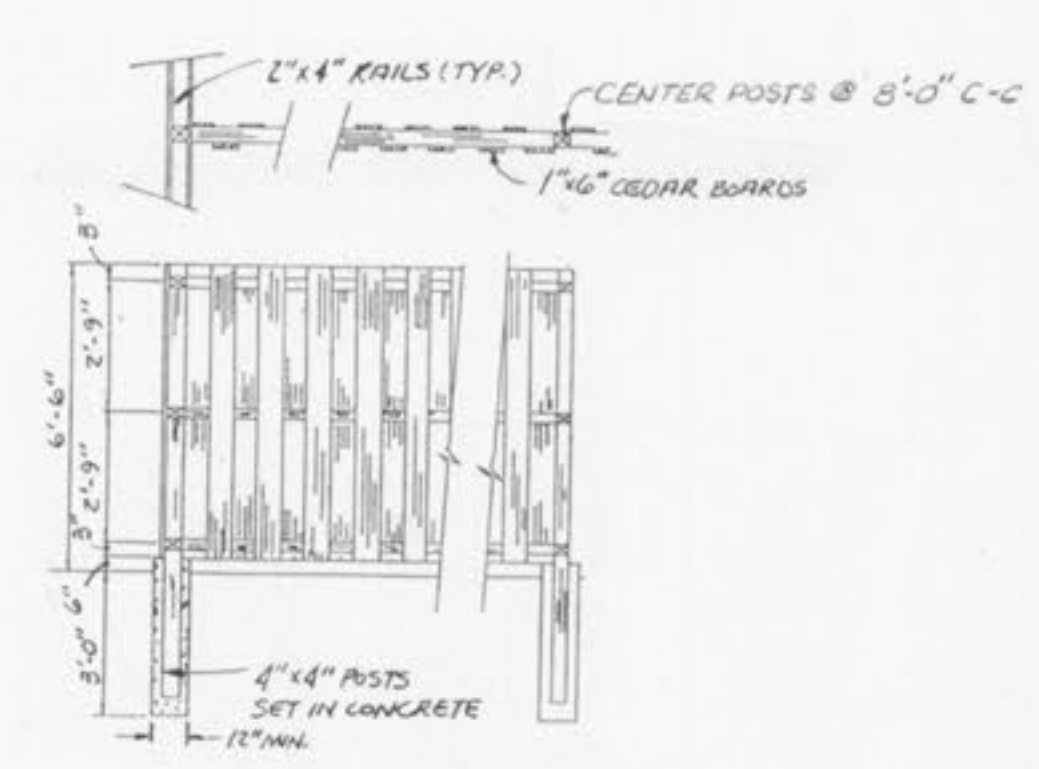 2"x4" RAILS (TYP.)
CENTER POSTS @ 8'-0" C-C
1"x6" CEDAR BOARDS
3"
2'-9"
6'-6"
2'-9"
3"
6"
3'-0"
4"x4" POSTS
SET IN CONCRETE
12" MIN.